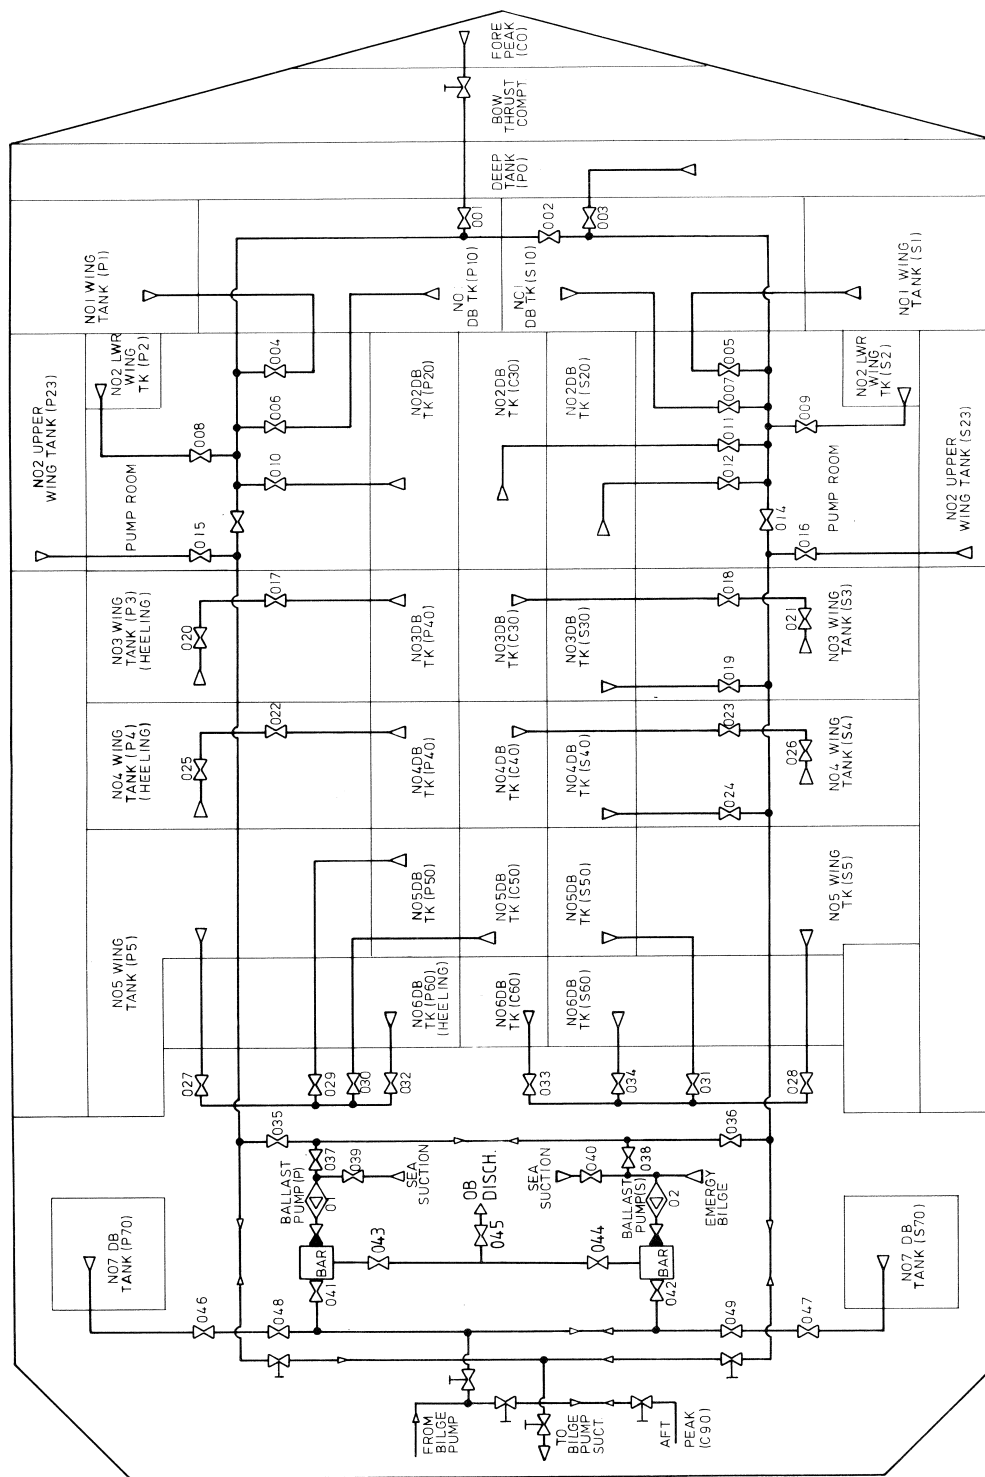 FORE
PEAK
(C0)
BOW
THRUST
COMPT
DEEP
TANK
(P0)
001
002
003
NO1 WING
TANK (P1)
DB TK(P10)
DB TK(S10)
NO1 WING
TANK (S1)
NO2 UPPER
WING TANK (P23)
NO2 LWR
WING
TK (P2)
004
NO2DB
TK (P20)
NO2DB
TK (C30)
NO2DB
TK (S20)
005
NO2 LWR
WING
TK (S2)
NO2 UPPER
WING TANK (S23)
006
007
008
009
010
011
012
PUMP ROOM
014
PUMP ROOM
015
016
NO3 WING
TANK (P3)
(HEELING)
020
017
NO3DB
TK (P40)
NO3DB
TK(C30)
NO3DB
TK (S30)
018
021
NO3 WING
TANK (S3)
019
NO4 WING
TANK (P4)
(HEELING)
025
022
NO4DB
TK(P40)
NO4DB
TK (C40)
NO4DB
TK (S40)
023
026
NO4 WING
TANK(S4)
024
NO5 WING
TANK (P5)
NO5DB
TK (P50)
NO5DB
TK (C50)
NO5DB
TK (S50)
NO5 WING
TK (S5)
NO6DB
TK (P60)
(HEELING)
NO6DB
TK(C60)
NO6DB
TK (S60)
027
029
030
032
033
034
031
028
035
036
037
039
SEA
SUCTION
BALLAST
PUMP(P)
01
OB
DISCH.
045
SEA
SUCTION
040
038
BALLAST
PUMP(S)
02
EMERGY
BILGE
NO7 DB
TANK(P70)
BAR
043
044
BAR
NO7 DB
TANK (S70)
041
042
046
048
049
047
FROM
BILGE
PUMP
TO
BILGE
PUMP
SUCT
AFT
PEAK
(C90)